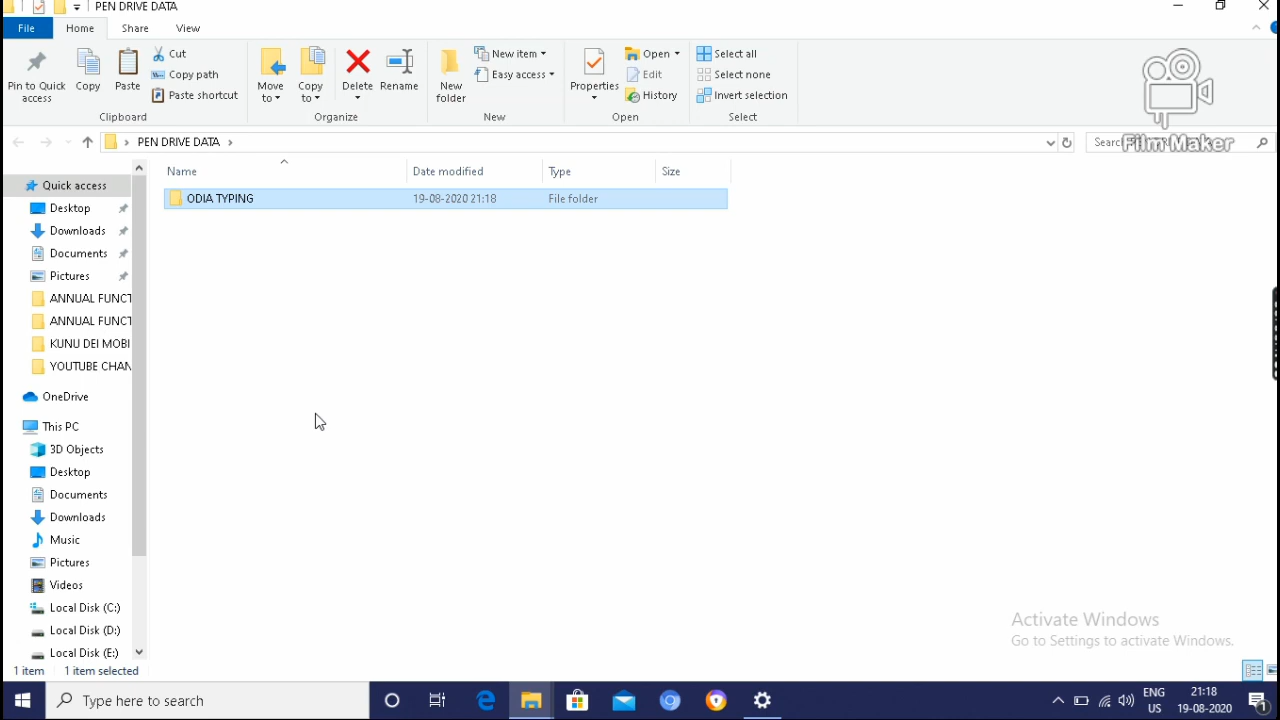 PEN DRIVE DATA
File Home Share View
Pin to Quick access
Copy
Paste
Cut
Copy path
Paste shortcut
Clipboard
Move to
Copy to
Delete
Rename
Organize
New folder
New item
Easy access
New
Properties
Open
Edit
History
Open
Select all
Select none
Invert selection
Select
Film Maker
PEN DRIVE DATA
Name Date modified Type Size
ODIA TYPING 19-08-2020 21:18 File folder
Quick access
Desktop
Downloads
Documents
Pictures
ANNUAL FUNCT
ANNUAL FUNCT
KUNU DEI MOBI
YOUTUBE CHAN
OneDrive
This PC
3D Objects
Desktop
Documents
Downloads
Music
Pictures
Videos
Local Disk (C:)
Local Disk (D:)
Local Disk (E:)
Activate Windows
Go to Settings to activate Windows.
1 item 1 item selected
Type here to search
ENG
US
21:18
19-08-2020
1